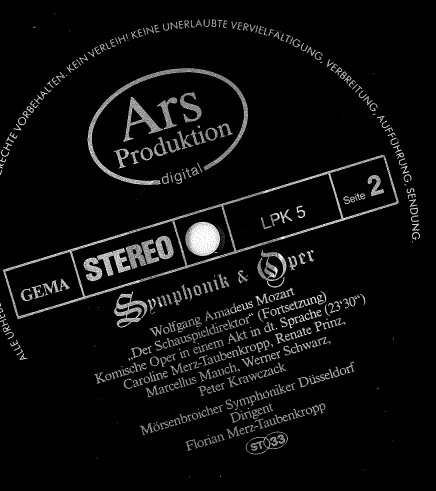 ALLE URHEBE
ERECHTE VORBEHALTEN. KEIN VERLEIH! KEINE UNERLAUBTE VERVIELFÄLTIGUNG, VERBREITUNG, AUFFÜHRUNG, SENDUNG.
Ars
Produktion
digital
GEMA STEREO LPK 5 Seite 2
Symphonik & Oper
Wolfgang Amadeus Mozart
„Der Schauspieldirektor" (Fortsetzung)
Komische Oper in einem Akt in dt. Sprache (23'30")
Caroline Merz-Taubenkropp, Renate Prinz,
Marcellus Mauch, Werner Schwarz,
Peter Krawczack
Mörsenbroicher Symphoniker Düsseldorf
Dirigent
Florian Merz-Taubenkropp
ST 33